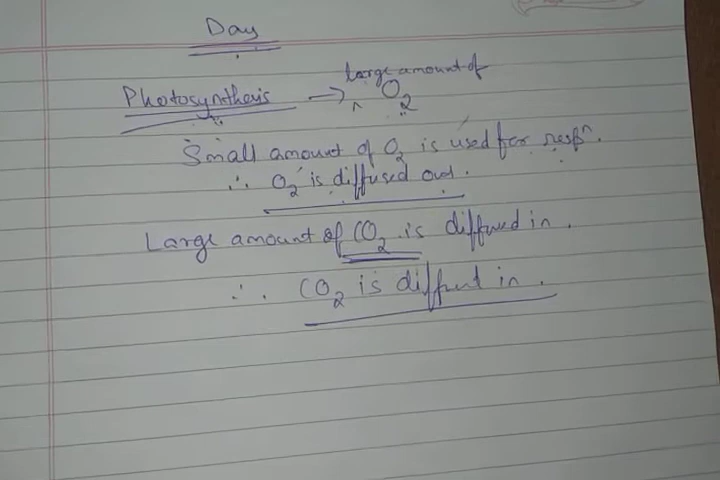 Day
large amount of
Photosynthesis → ^ O₂
Small amount of O₂ is used for respⁿ.
∴ O₂ is diffused out.
Large amount of CO₂ is diffused in.
∴ CO₂ is diffused in.